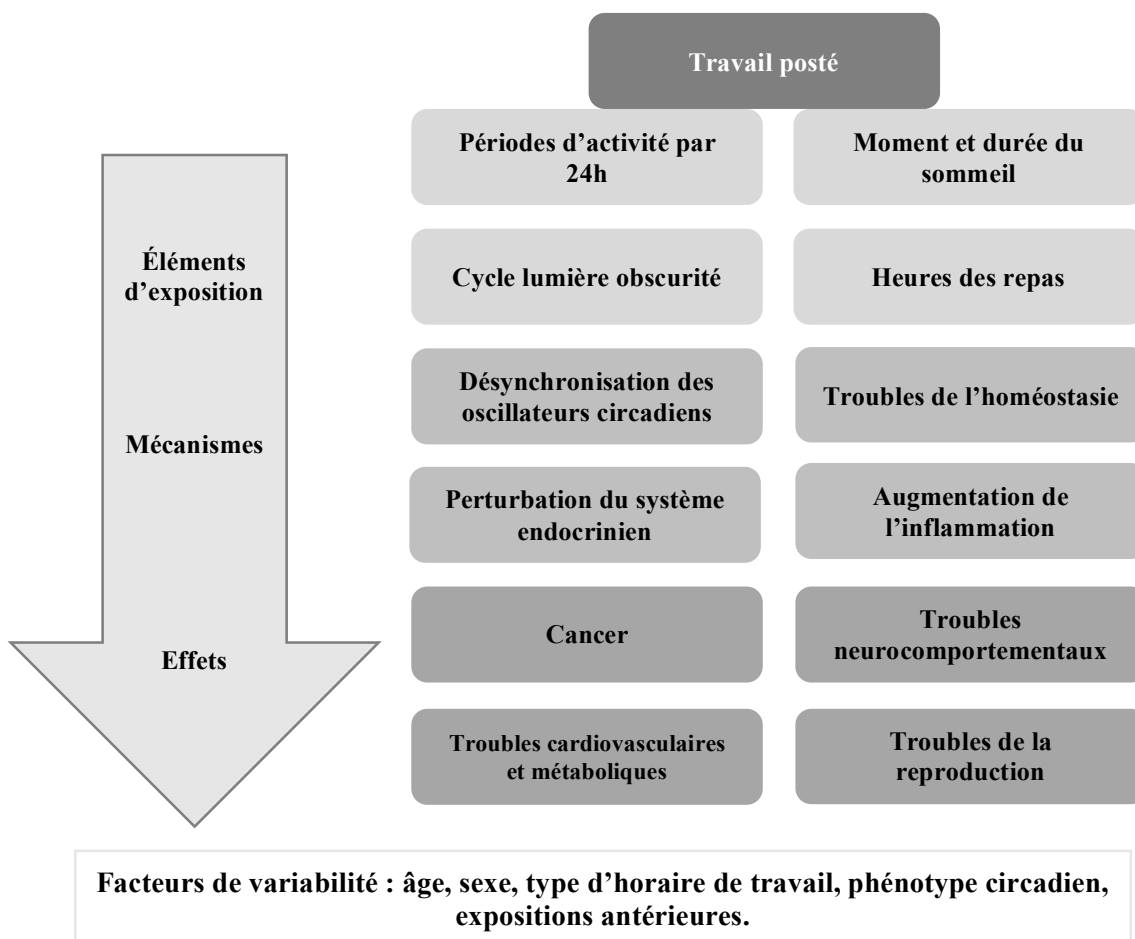 Travail posté
Périodes d’activité par
24h
Moment et durée du
sommeil
Éléments
d’exposition
Cycle lumière obscurité
Heures des repas
Mécanismes
Désynchronisation des
oscillateurs circadiens
Troubles de l’homéostasie
Perturbation du système
endocrinien
Augmentation de
l’inflammation
Effets
Cancer
Troubles
neurocomportementaux
Troubles cardiovasculaires
et métaboliques
Troubles de la
reproduction
Facteurs de variabilité : âge, sexe, type d’horaire de travail, phénotype circadien,
expositions antérieures.